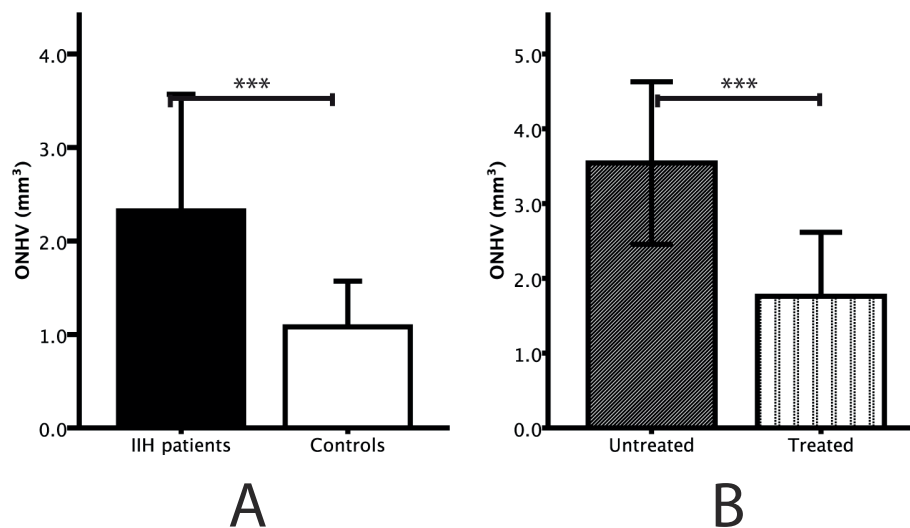 4.0
3.0
2.0
1.0
0.0
ONHV (mm³)
***
IIH patients
Controls
A
5.0
4.0
3.0
2.0
1.0
0.0
ONHV (mm³)
***
Untreated
Treated
B